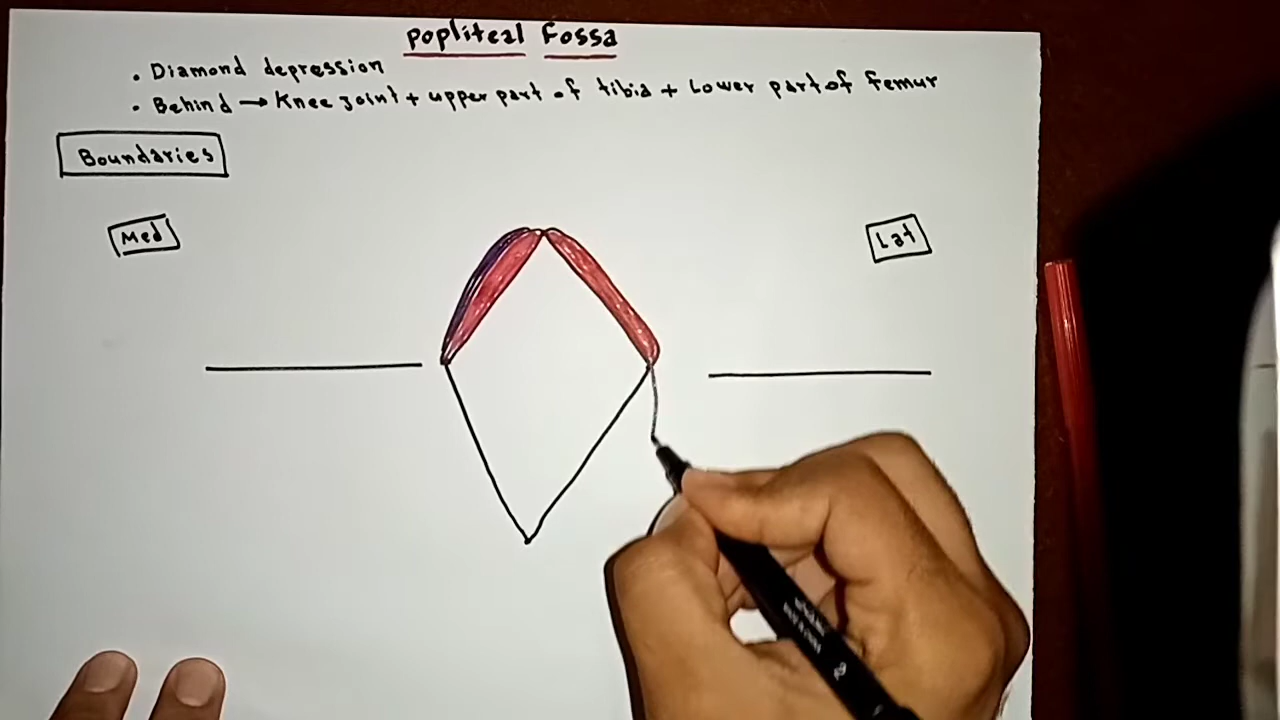 popliteal Fossa
• Diamond depression
• Behind → Knee joint + upper part of tibia + Lower part of Femur
Boundaries
Med
Lat